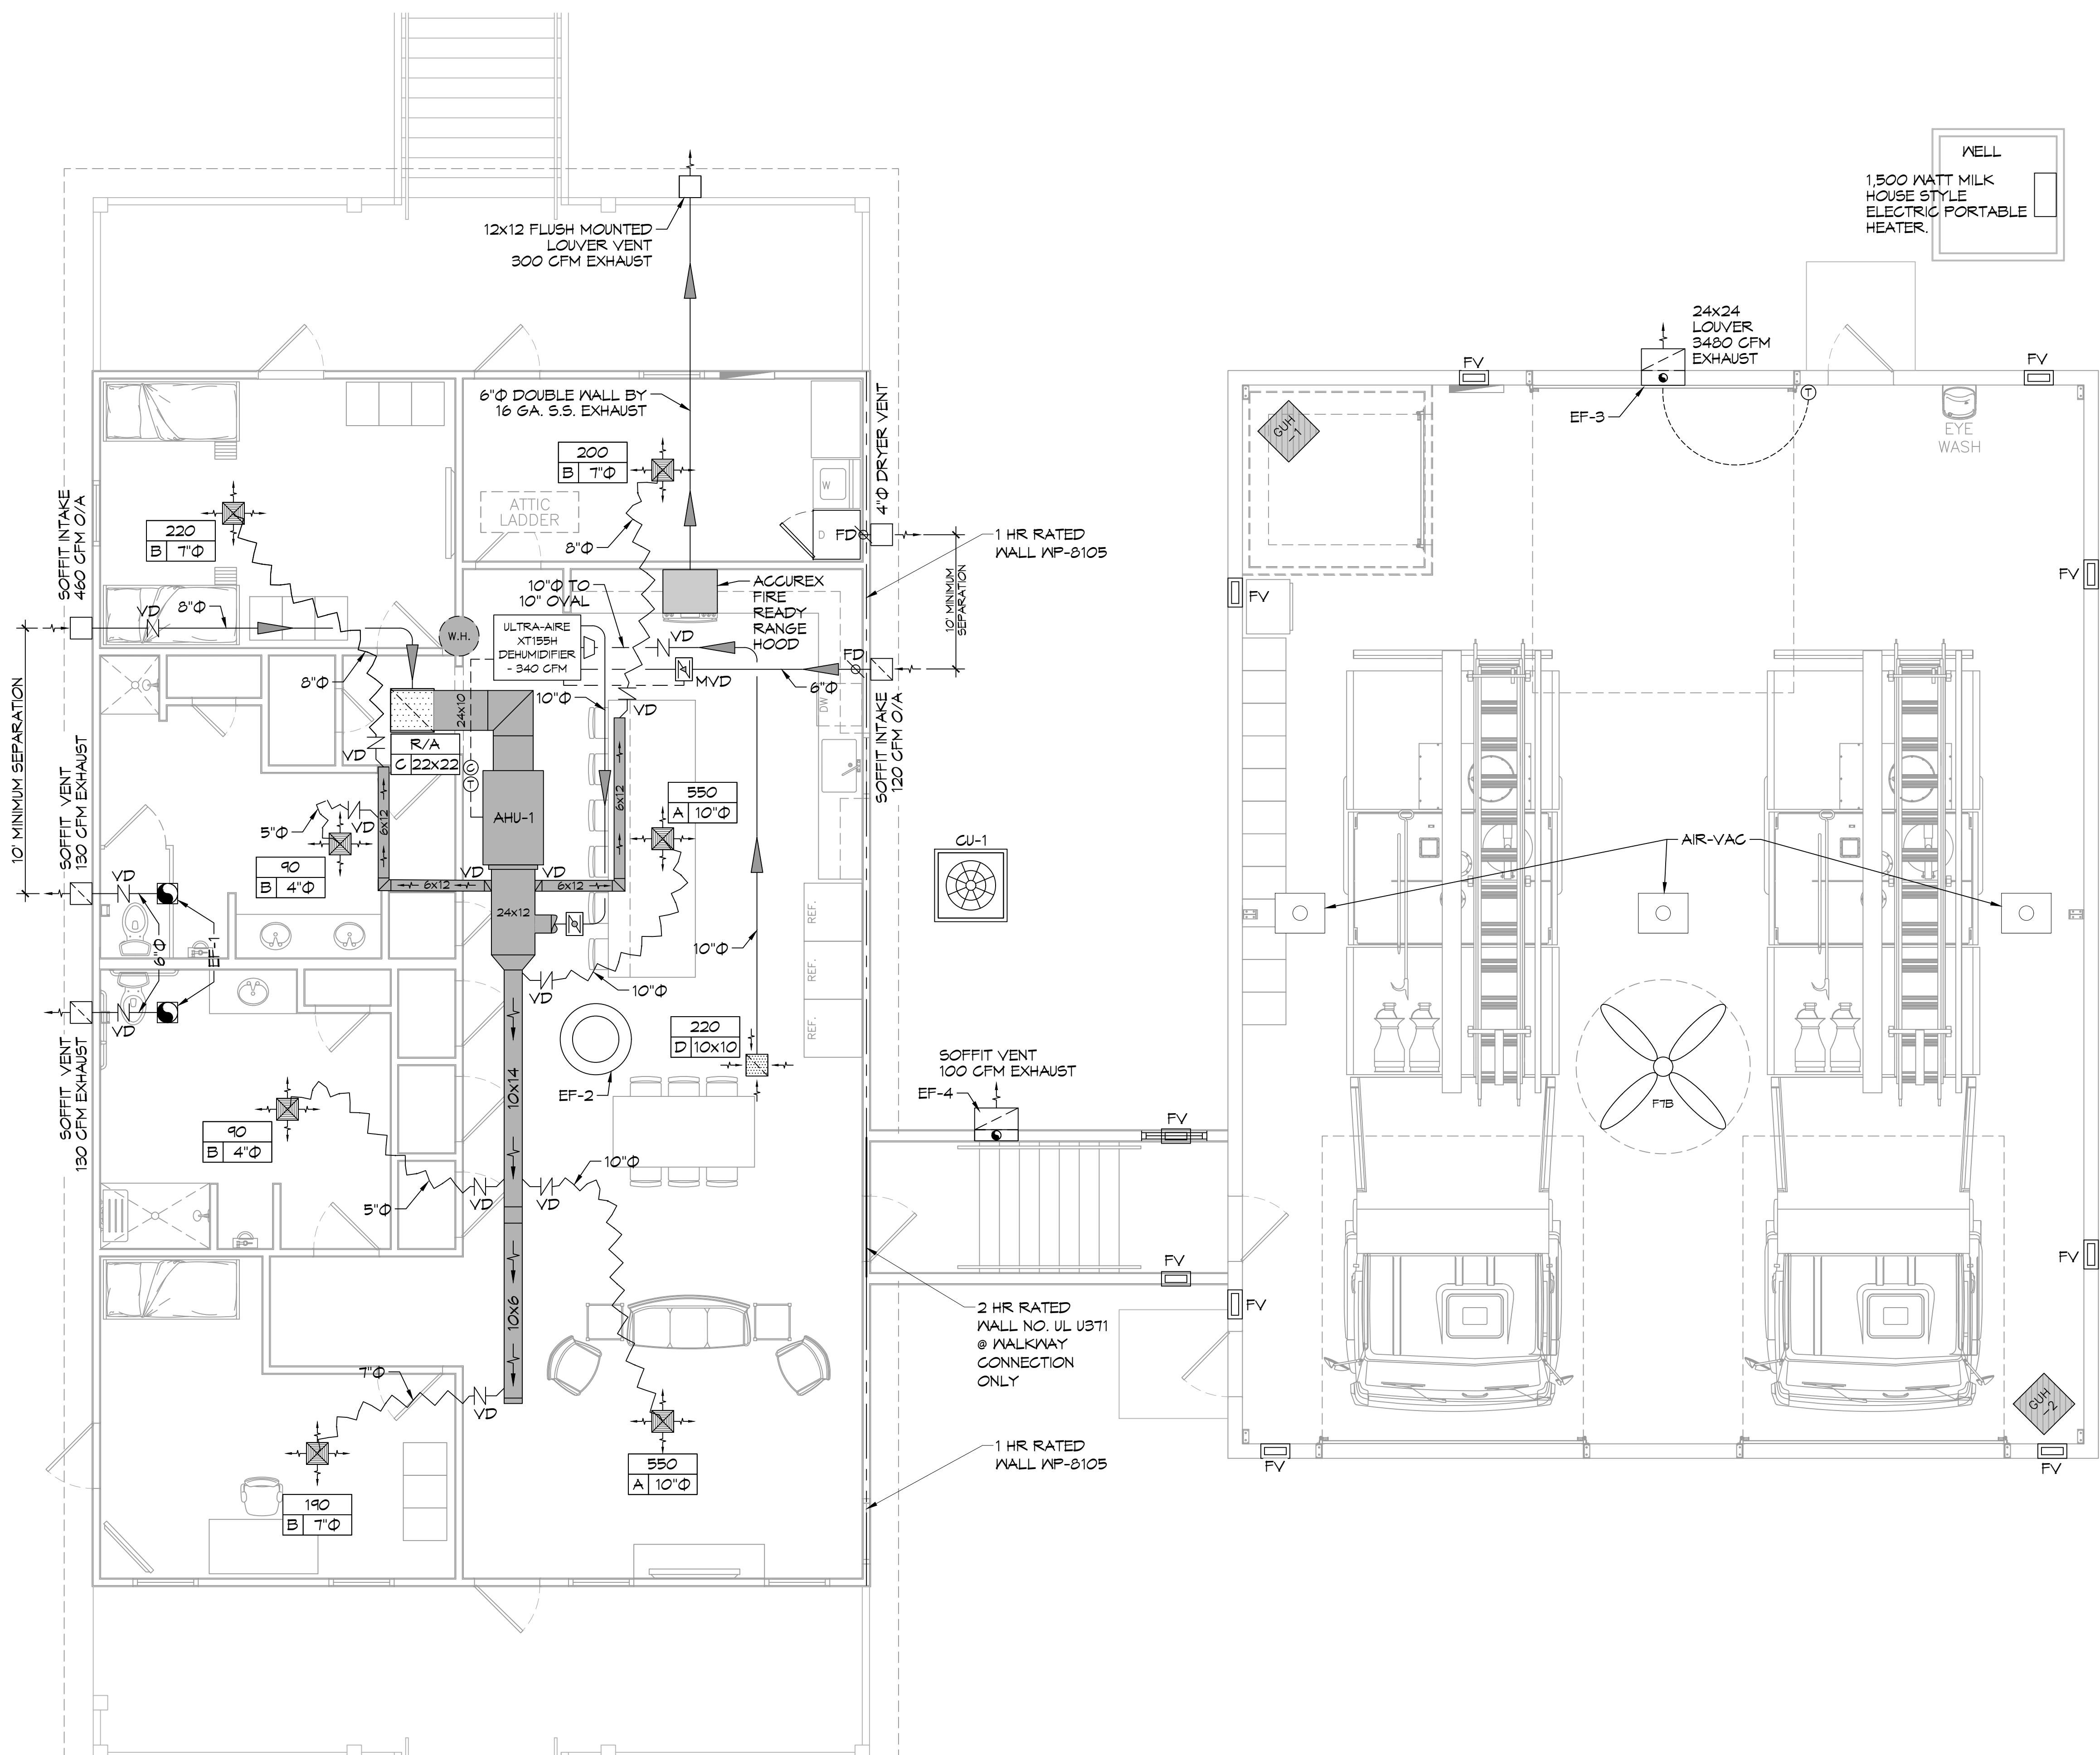 WELL
1,500 WATT MILK
HOUSE STYLE
ELECTRIC PORTABLE
HEATER.
12x12 FLUSH MOUNTED
LOUVER VENT
300 CFM EXHAUST
24x24
LOUVER
3480 CFM
EXHAUST
FV
FV
EF-3
T
GUH
-1
EYE
WASH
6"Φ DOUBLE WALL BY
16 GA. S.S. EXHAUST
4"Φ DRYER VENT
200
B 7"Φ
W
ATTIC
LADDER
D
FD
8"Φ
1 HR RATED
WALL WP-8105
10' MINIMUM
SEPARATION
SOFFIT INTAKE
460 CFM O/A
220
B 7"Φ
VD
8"Φ
10"Φ TO
10" OVAL
ACCUREX
FIRE
READY
RANGE
HOOD
ULTRA-AIRE
XT155H
DEHUMIDIFIER
- 340 CFM
W.H.
VD
MVD
FD
6"Φ
FV
FV
8"Φ
10"Φ
VD
DW
SOFFIT INTAKE
120 CFM O/A
24x10
R/A
C 22x22
VD
C
T
10' MINIMUM SEPARATION
SOFFIT VENT
130 CFM EXHAUST
6x12
5"Φ
VD
AHU-1
6x12
550
A 10"Φ
90
B 4"Φ
VD
VD
6x12
6x12
24x12
VD
6"Φ
EF-1
VD
CU-1
AIR-VAC
REF.
REF.
REF.
10"Φ
VD
10"Φ
SOFFIT VENT
130 CFM EXHAUST
220
D 10x10
EF-2
10x14
SOFFIT VENT
100 CFM EXHAUST
EF-4
FV
F7B
90
B 4"Φ
10"Φ
5"Φ
VD
VD
FV
FV
FV
10x6
2 HR RATED
WALL NO. UL U371
@ WALKWAY
CONNECTION
ONLY
7"Φ
VD
GUH
-2
1 HR RATED
WALL WP-8105
550
A 10"Φ
190
B 7"Φ
FV
FV